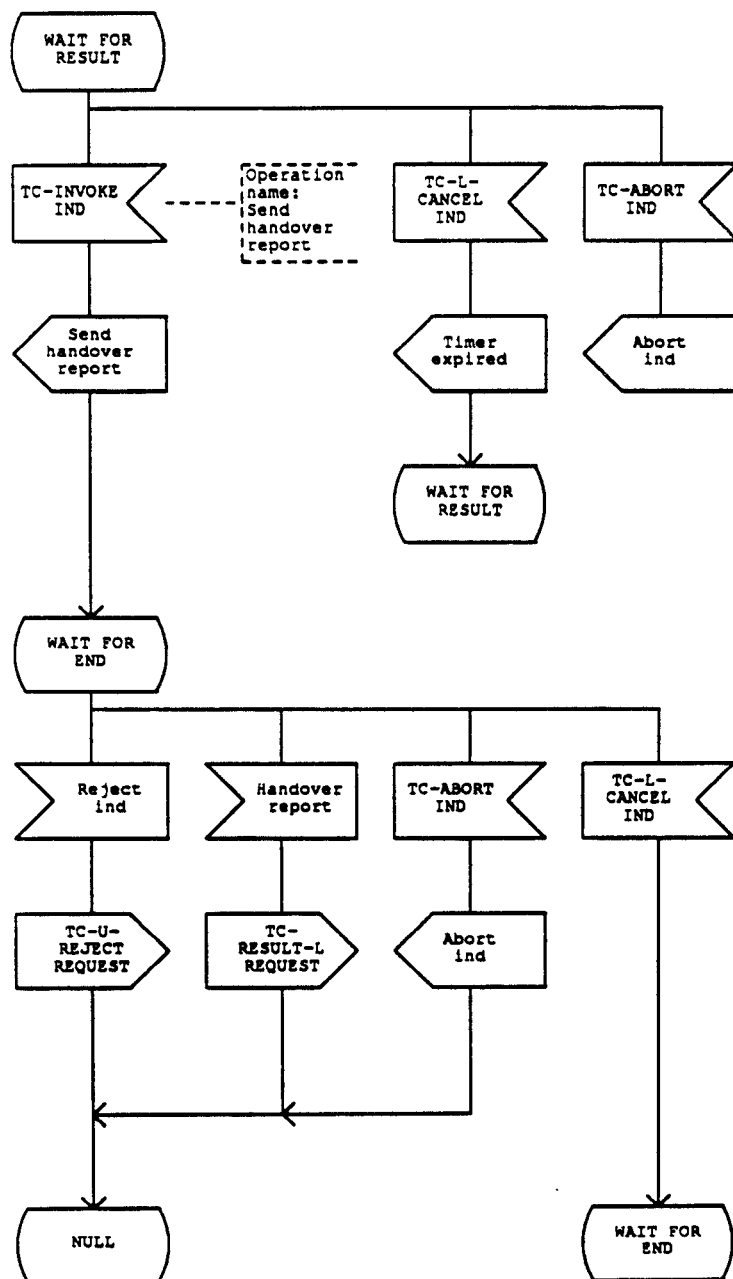 WAIT FOR
RESULT
TC-INVOKE
IND
Operation
name:
Send
handover
report
TC-L-
CANCEL
IND
TC-ABORT
IND
Send
handover
report
Timer
expired
Abort
ind
WAIT FOR
RESULT
WAIT FOR
END
Reject
ind
Handover
report
TC-ABORT
IND
TC-L-
CANCEL
IND
TC-U-
REJECT
REQUEST
TC-
RESULT-L
REQUEST
Abort
ind
NULL
WAIT FOR
END